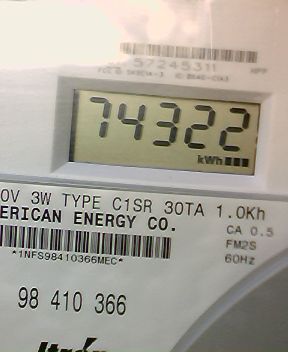 57245311
74322
kWh
0V 3W TYPE C1SR 30TA 1.0Kh
ERICAN ENERGY CO.
CA 0.5
FM2S
60Hz
*1NFS98410366MEC*
98 410 366
Itron